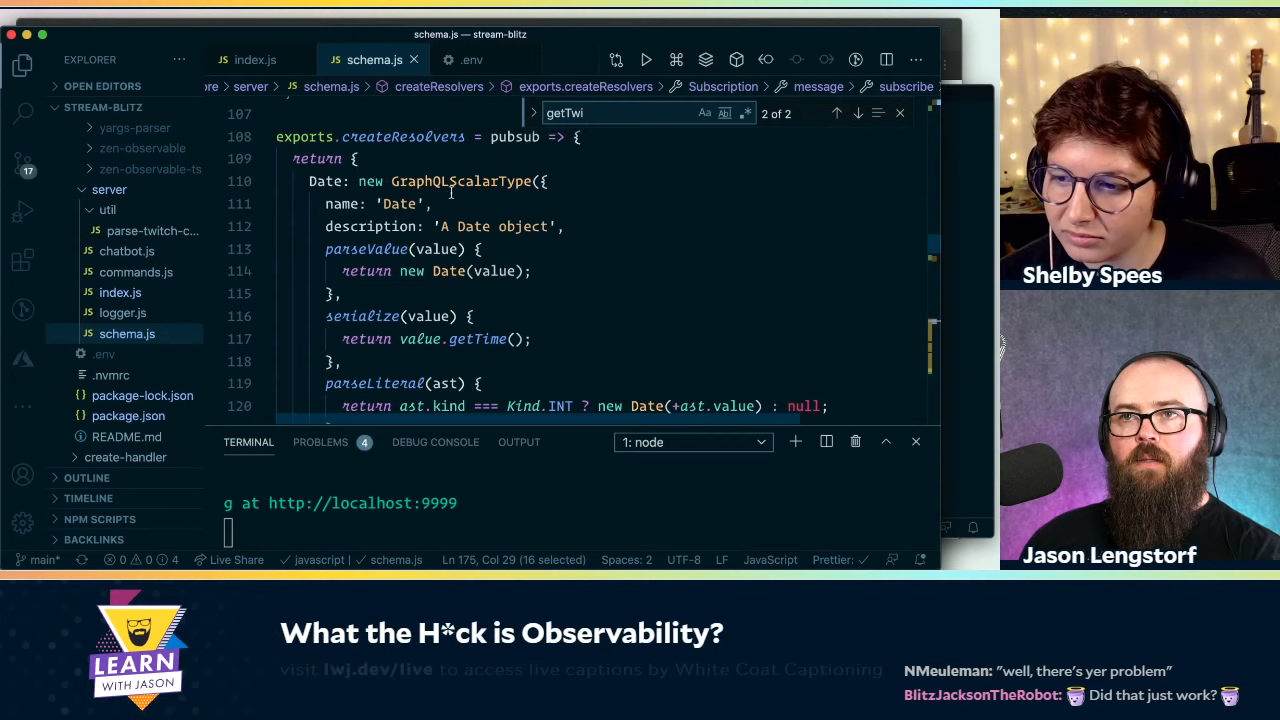 schema.js — stream-blitz
EXPLORER
index.js
schema.js
.env
OPEN EDITORS
schema.js
createResolvers
exports.createResolvers
Subscription
message
subscribe
STREAM-BLITZ
getTwi
2 of 2
yargs-parser
zen-observable
zen-observable-ts
17
server
util
parse-twitch-c...
chatbot.js
commands.js
index.js
logger.js
schema.js
.env
.nvmrc
package-lock.json
package.json
README.md
create-handler
OUTLINE
TIMELINE
NPM SCRIPTS
BACKLINKS
107
108 exports.createResolvers = pubsub => {
109 return {
110 Date: new GraphQLScalarType({
111 name: 'Date',
112 description: 'A Date object',
113 parseValue(value) {
114 return new Date(value);
115 },
116 serialize(value) {
117 return value.getTime();
118 },
119 parseLiteral(ast) {
120 return ast.kind === Kind.INT ? new Date(+ast.value) : null;
TERMINAL PROBLEMS 4 DEBUG CONSOLE OUTPUT 1: node
g at http://localhost:9999
main* 0 0 4 Live Share javascript | schema.js Ln 175, Col 29 (16 selected) Spaces: 2 UTF-8 LF JavaScript Prettier:
Shelby Spees
Jason Lengstorf
LEARN
WITH JASON
What the H*ck is Observability?
visit lwj.dev/live to access live captions by White Coat Captioning
NMeuleman: "well, there's yer problem"
BlitzJacksonTheRobot: Did that just work?